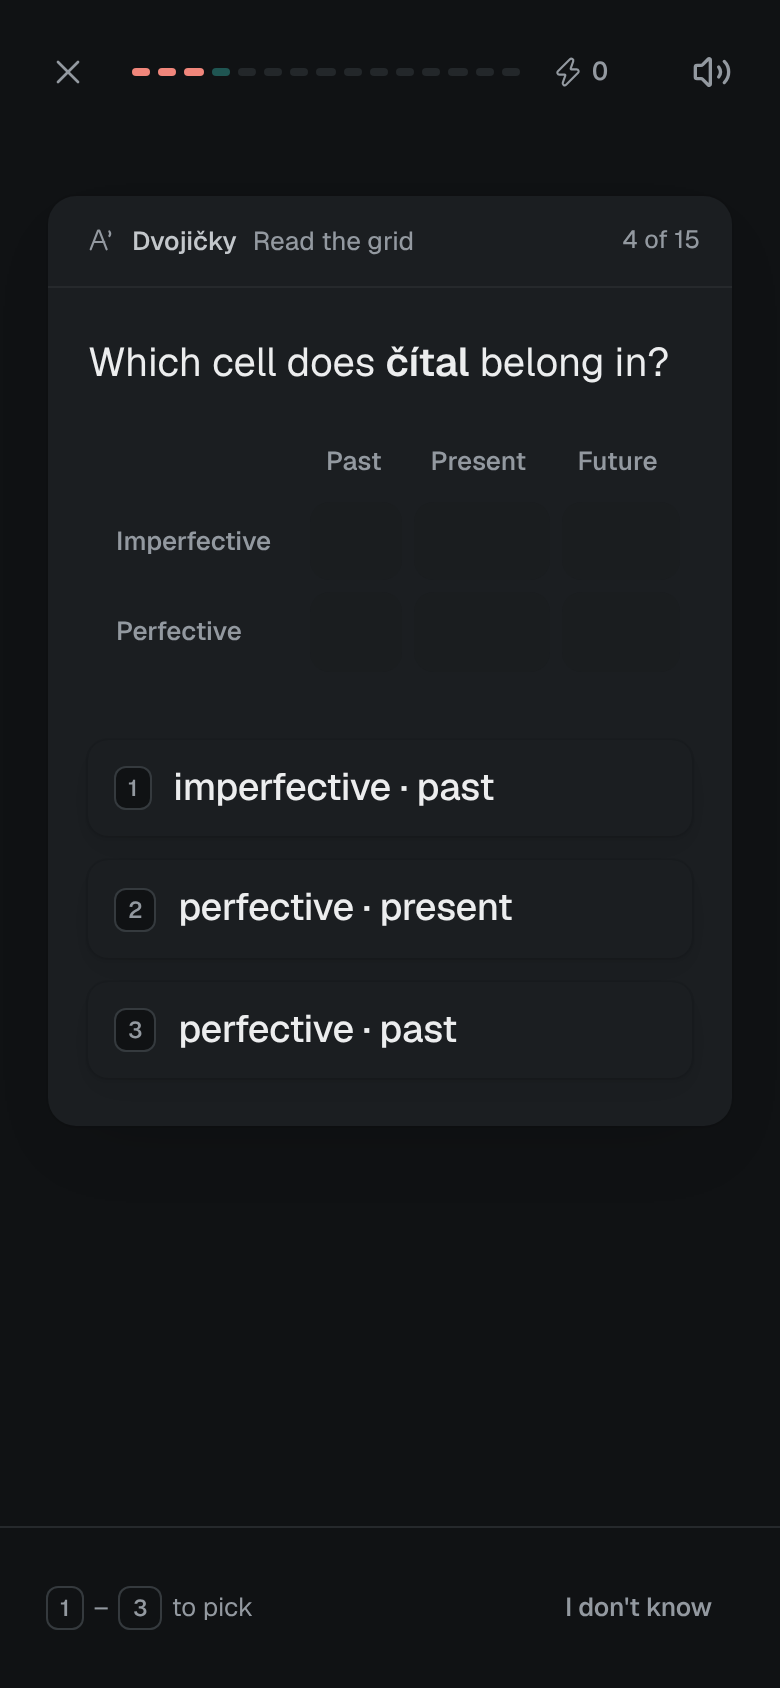 0
Dvojičky Read the grid 4 of 15
Which cell does čítal belong in?
Past Present Future
Imperfective
Perfective
1 imperfective · past
2 perfective · present
3 perfective · past
1 – 3 to pick I don't know